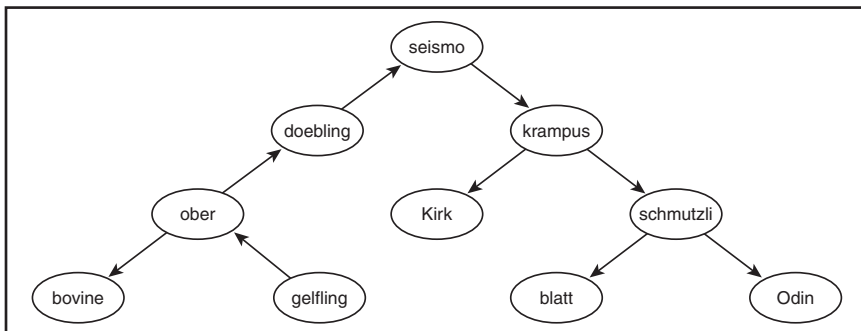 seismo
doebling
krampus
ober
Kirk
schmutzli
bovine
gelfling
blatt
Odin